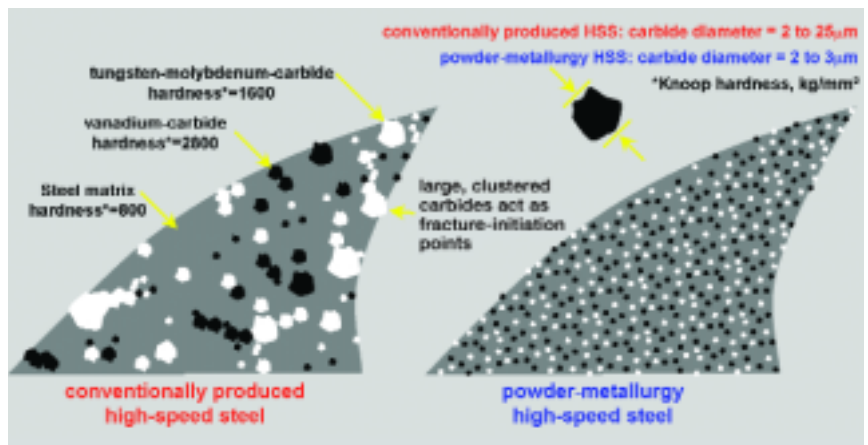 conventionally produced HSS: carbide diameter = 2 to 25µm
powder-metallurgy HSS: carbide diameter = 2 to 3µm
*Knoop hardness, kg/mm²
tungsten-molybdenum-carbide
hardness*=1600
vanadium-carbide
hardness*=2800
Steel matrix
hardness*=800
large, clustered
carbides act as
fracture-initiation
points
conventionally produced
high-speed steel
powder-metallurgy
high-speed steel